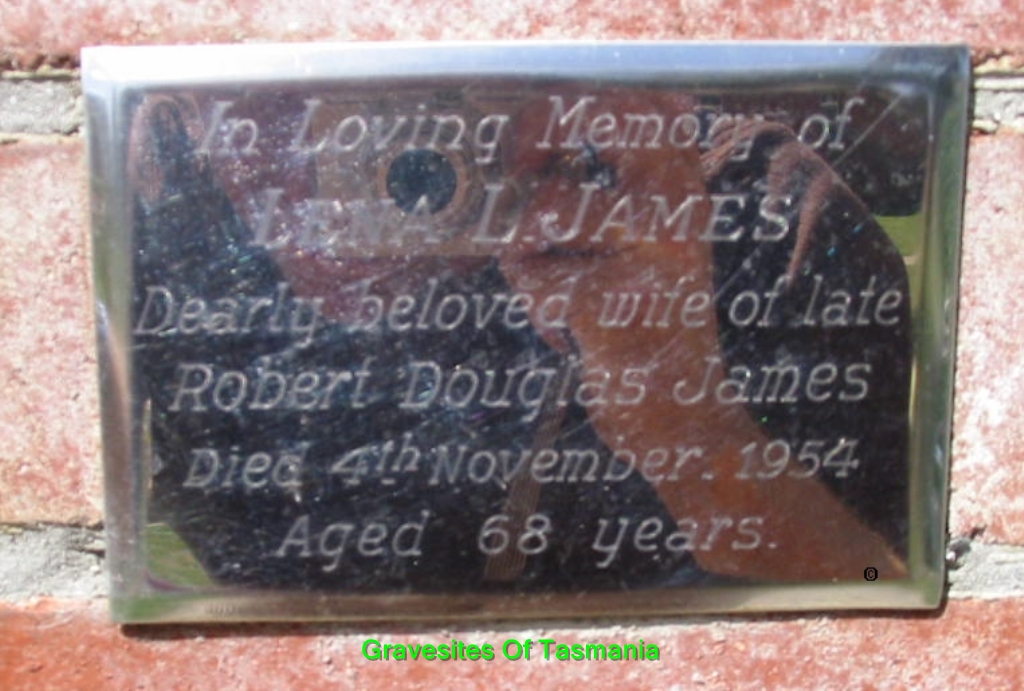 In Loving Memory of
LENA L. JAMES
Dearly beloved wife of late
Robert Douglas James
Died 4th November. 1954
Aged 68 years.
©
Gravesites Of Tasmania